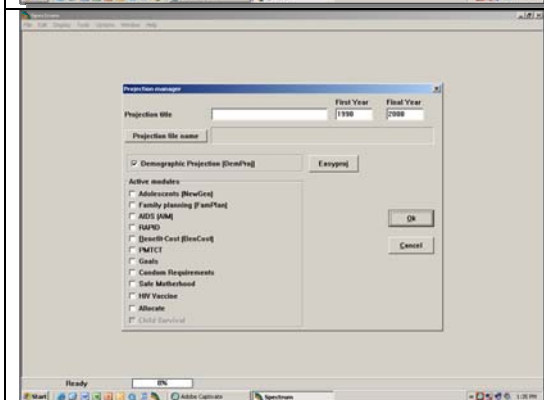 Spectrum
File Edit Display Tools Options Window Help
Projection manager
First Year Final Year
Projection title 1990 2000
Projection file name
Demographic Projection (DemProj) Easyproj
Active modules
Adolescents (NewGen)
Family planning (FamPlan)
AIDS (AIM)
RAPID
Benefit-Cost (BenCost)
PMTCT
Goals
Condom Requirements
Safe Motherhood
HIV Vaccine
Allocate
Child Survival
Ok
Cancel
Ready 0%
Start Adobe Captivate Spectrum 1:35 PM